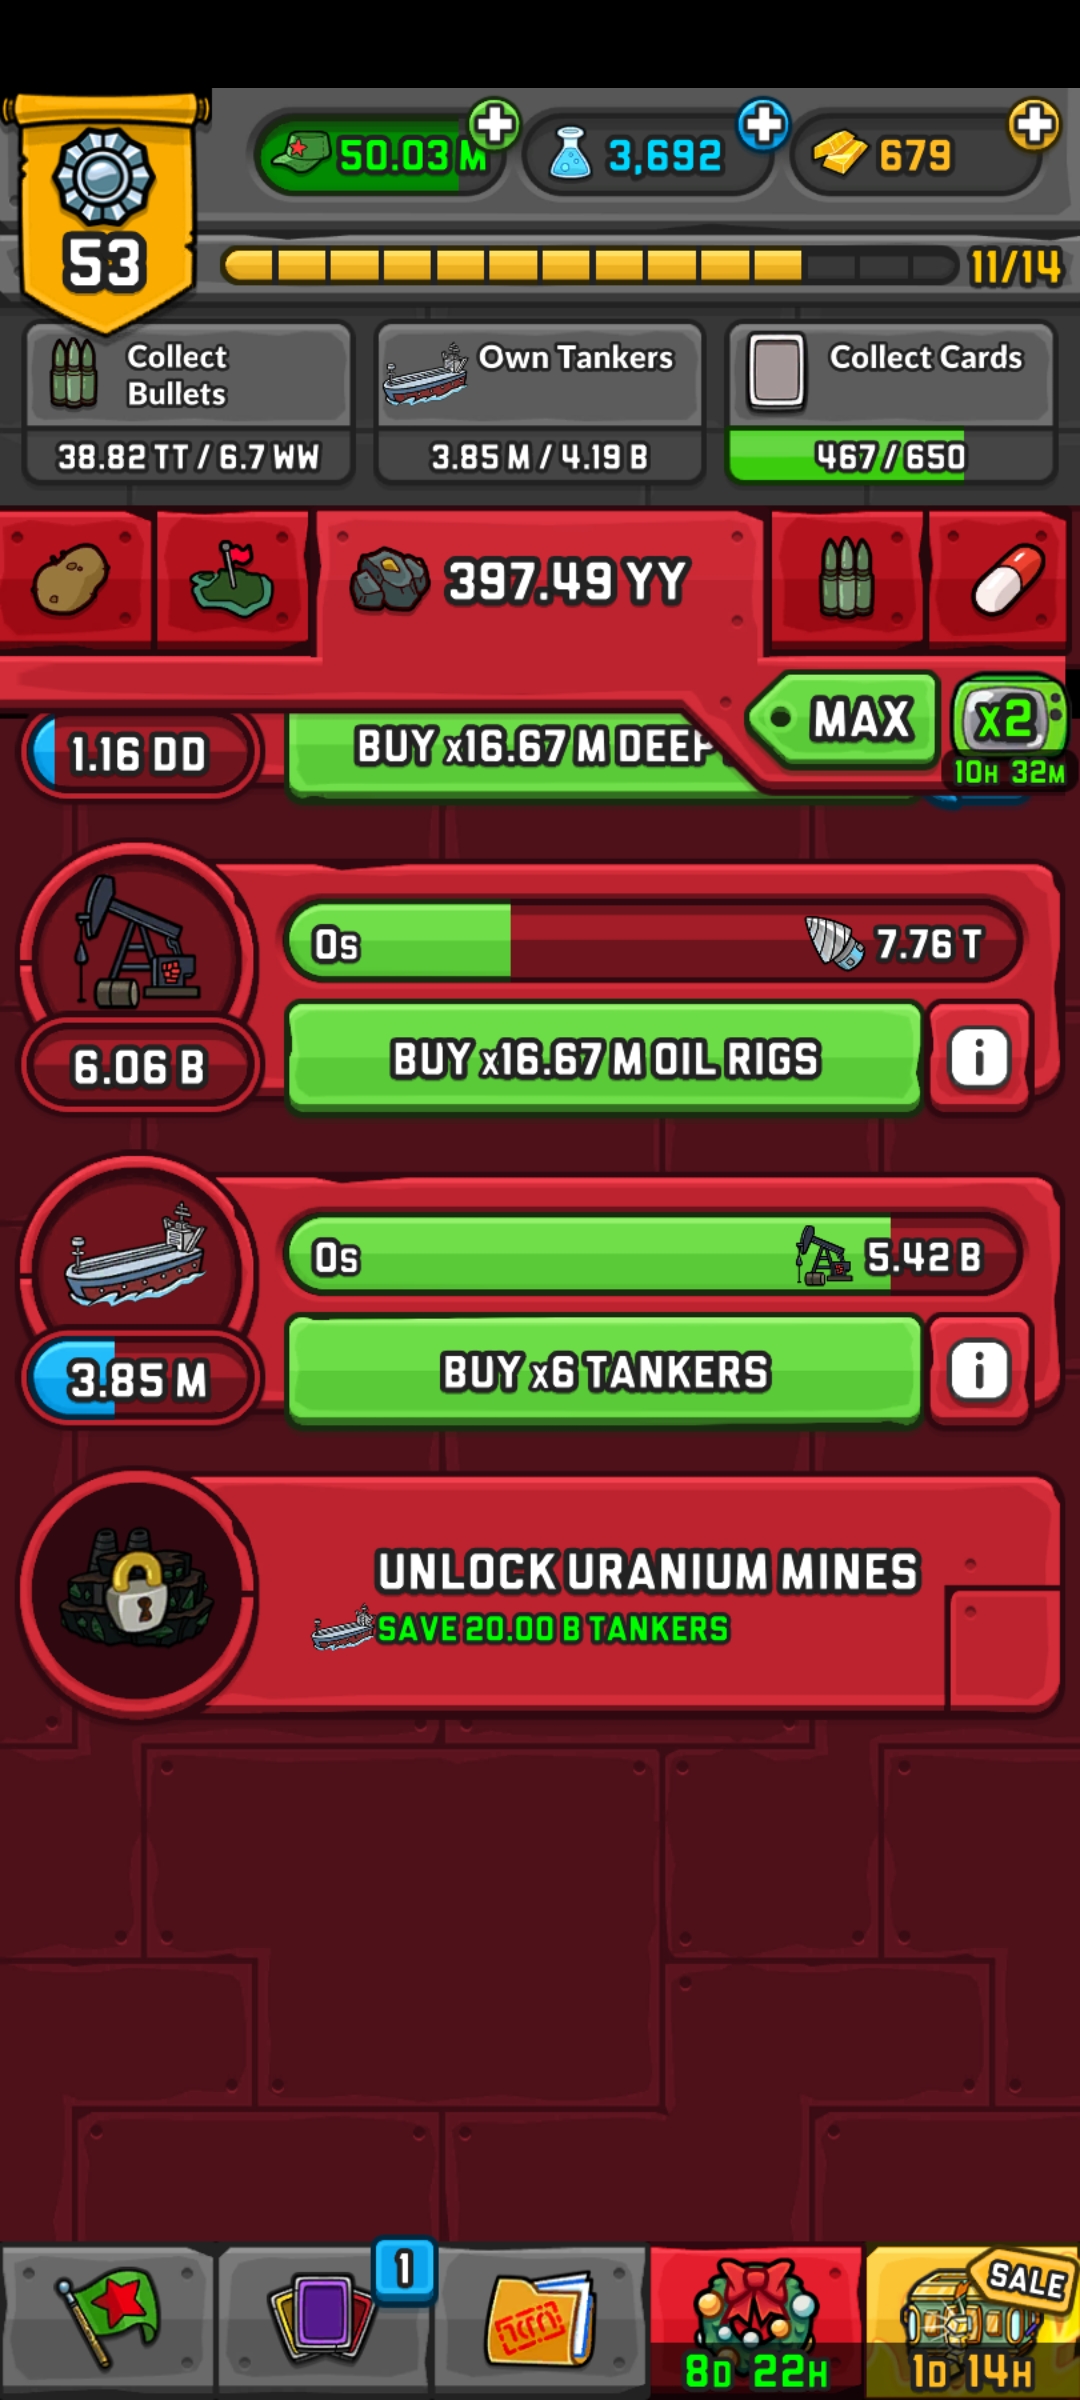 50.03 M
3,692
679
53
11/14
Collect
Bullets
38.82 TT / 6.7 WW
Own Tankers
3.85 M / 4.19 B
Collect Cards
467 / 650
397.49 YY
MAX
x2
10H 32M
1.16 DD
BUY x16.67 M DEEP
0s
7.76 T
6.06 B
BUY x16.67 M OIL RIGS
i
0s
5.42 B
3.85 M
BUY x6 TANKERS
i
UNLOCK URANIUM MINES
SAVE 20.00 B TANKERS
1
8D 22H
SALE
1D 14H